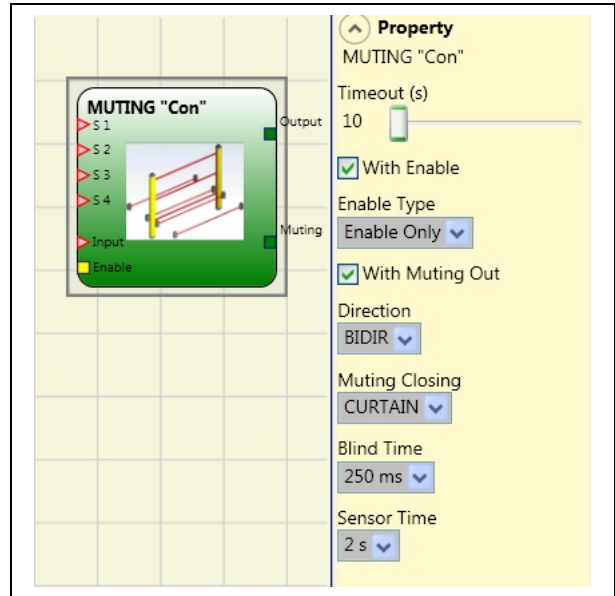 MUTING "Con"
S 1
S 2
S 3
S 4
Input
Enable
Output
Muting
Property
MUTING "Con"
Timeout (s)
10
With Enable
Enable Type
Enable Only
With Muting Out
Direction
BIDIR
Muting Closing
CURTAIN
Blind Time
250 ms
Sensor Time
2 s